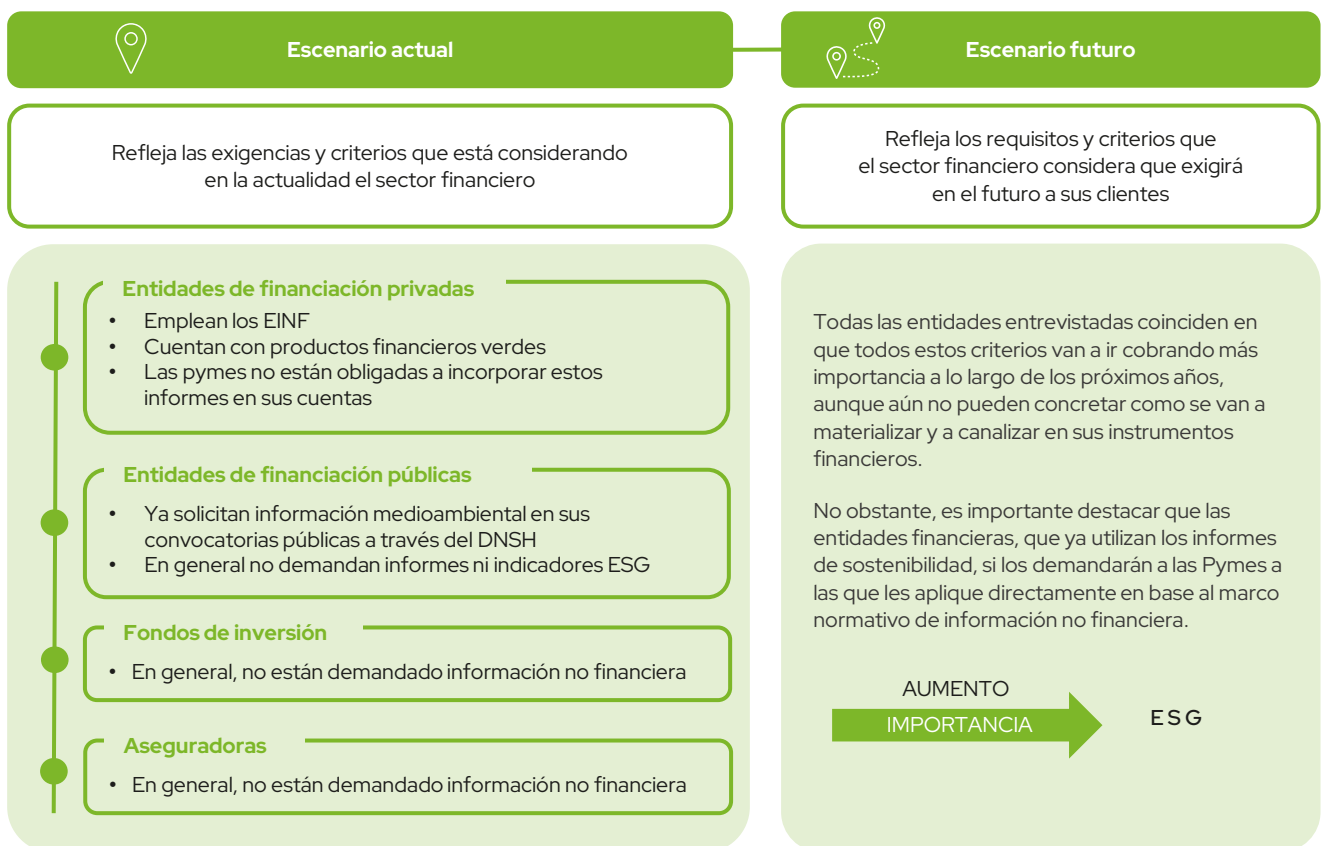 Escenario actual
Refleja las exigencias y criterios que está considerando
en la actualidad el sector financiero
Entidades de financiación privadas
• Emplean los EINF
• Cuentan con productos financieros verdes
• Las pymes no están obligadas a incorporar estos
informes en sus cuentas
Entidades de financiación públicas
• Ya solicitan información medioambiental en sus
convocatorias públicas a través del DNSH
• En general no demandan informes ni indicadores ESG
Fondos de inversión
• En general, no están demandado información no financiera
Aseguradoras
• En general, no están demandado información no financiera
Escenario futuro
Refleja los requisitos y criterios que
el sector financiero considera que exigirá
en el futuro a sus clientes
Todas las entidades entrevistadas coinciden en
que todos estos criterios van a ir cobrando más
importancia a lo largo de los próximos años,
aunque aún no pueden concretar como se van a
materializar y a canalizar en sus instrumentos
financieros.
No obstante, es importante destacar que las
entidades financieras, que ya utilizan los informes
de sostenibilidad, si los demandarán a las Pymes a
las que les aplique directamente en base al marco
normativo de información no financiera.
AUMENTO
IMPORTANCIA
ESG